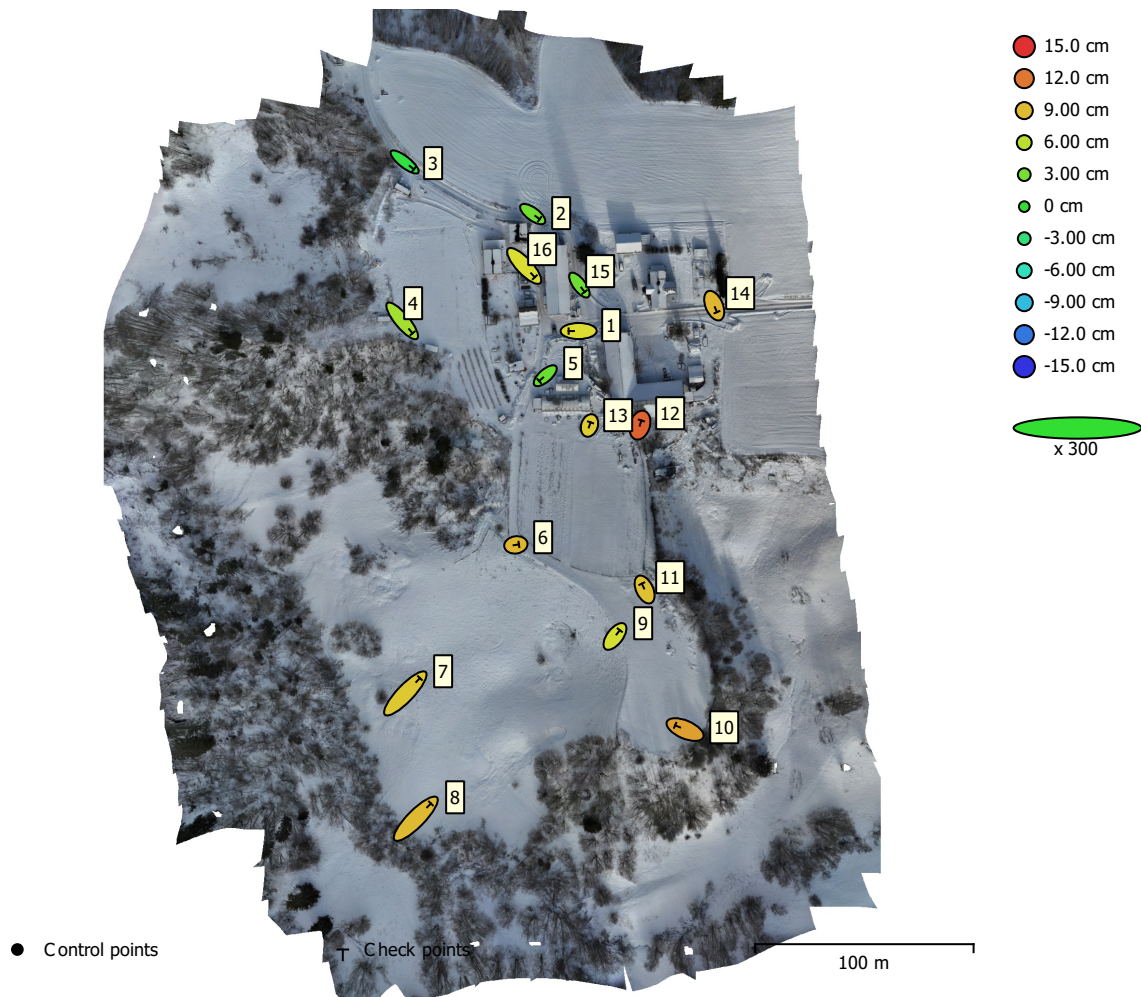 15.0 cm
12.0 cm
9.00 cm
6.00 cm
3.00 cm
0 cm
-3.00 cm
-6.00 cm
-9.00 cm
-12.0 cm
-15.0 cm
x 300
3
2
16
15
14
4
1
5
13
12
6
11
9
7
10
8
Control points
Check points
100 m